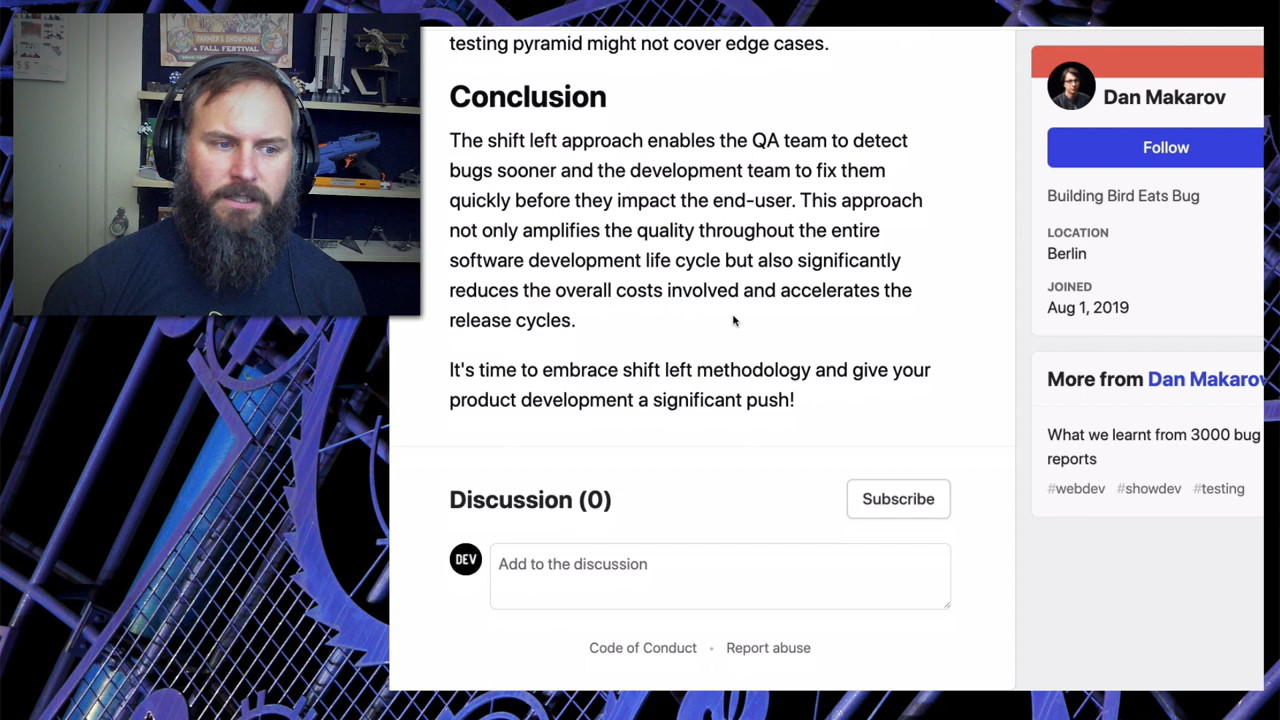 FARMER'S SHOWCASE
FALL FESTIVAL
testing pyramid might not cover edge cases.
Conclusion
The shift left approach enables the QA team to detect
bugs sooner and the development team to fix them
quickly before they impact the end-user. This approach
not only amplifies the quality throughout the entire
software development life cycle but also significantly
reduces the overall costs involved and accelerates the
release cycles.
It's time to embrace shift left methodology and give your
product development a significant push!
Discussion (0)
Subscribe
DEV
Add to the discussion
Code of Conduct • Report abuse
Dan Makarov
Follow
Building Bird Eats Bug
LOCATION
Berlin
JOINED
Aug 1, 2019
More from Dan Makarov
What we learnt from 3000 bug
reports
#webdev #showdev #testing